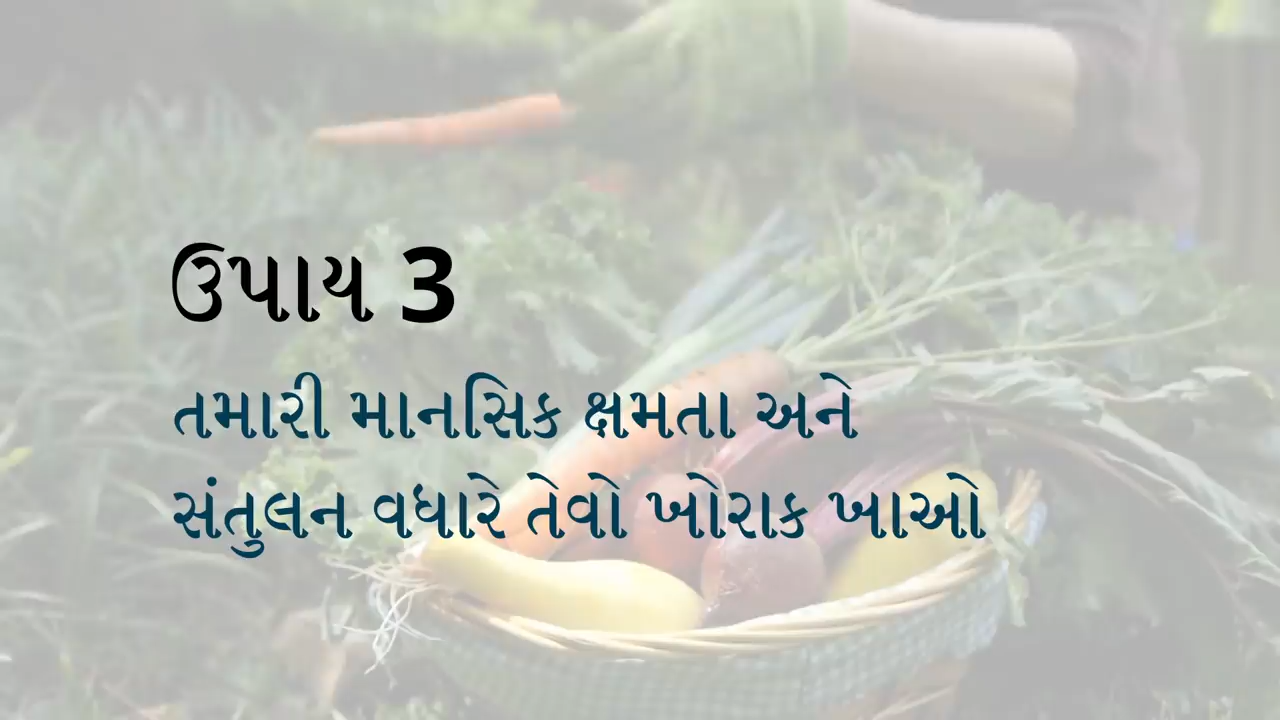 ઉપાય 3
તમારી માનસિક ક્ષમતા અને
સંતુલન વધારે તેવો ખોરાક ખાઓ